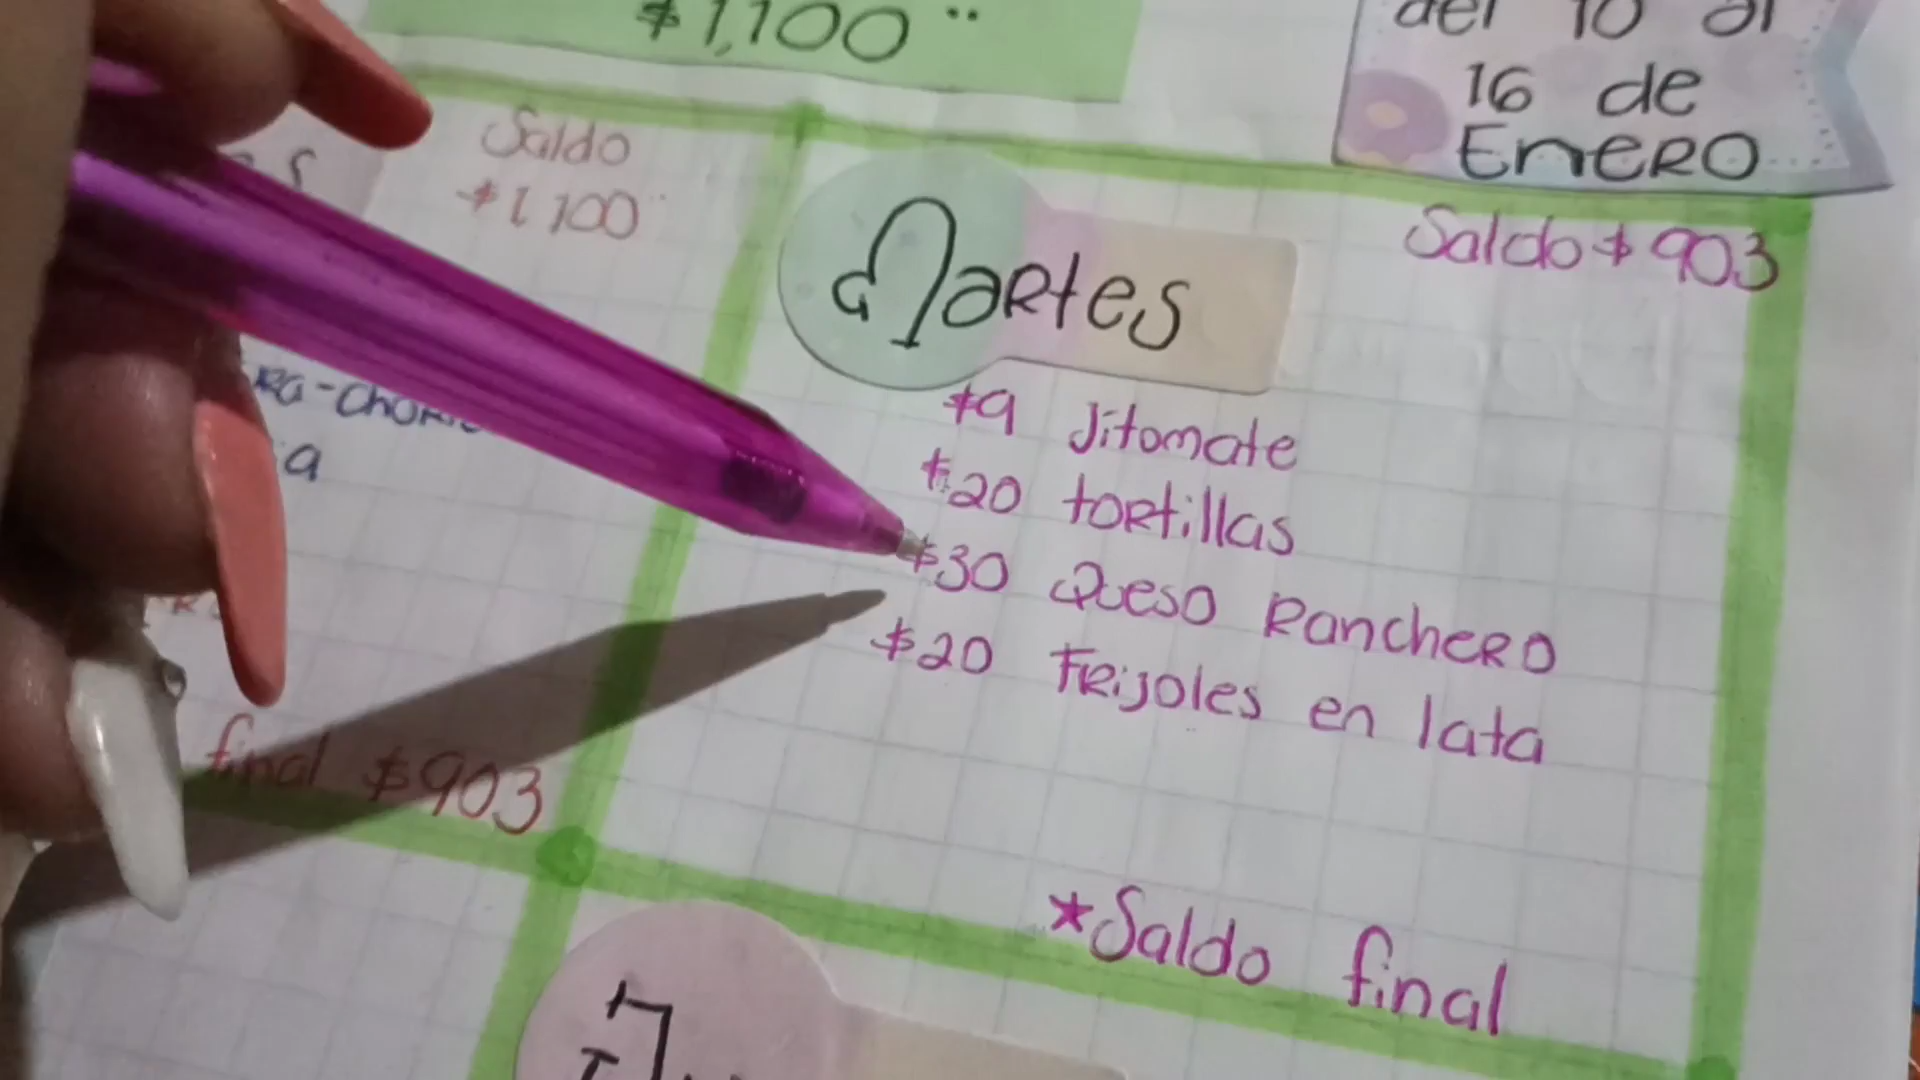 $1,100
del 10 al
16 de
ENERO
Saldo
$1,100
final $903
Martes
Saldo $903
$9 Jitomate
$20 tortillas
$30 Queso Ranchero
$20 Frijoles en lata
*Saldo final